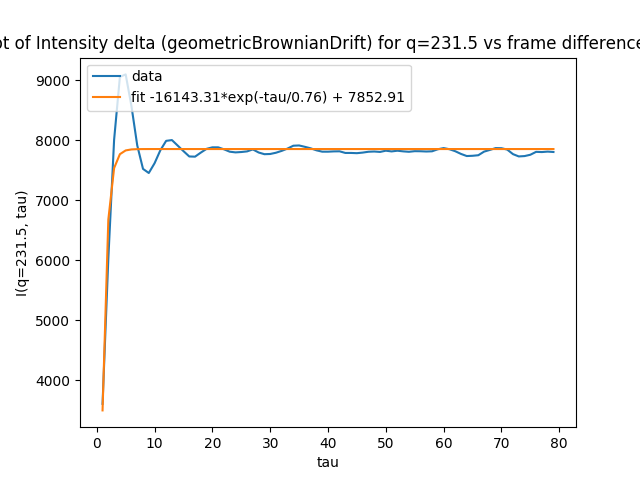 ot of Intensity delta (geometricBrownianDrift) for q=231.5 vs frame difference
data
fit -16143.31*exp(-tau/0.76) + 7852.91
9000
8000
7000
6000
5000
4000
I(q=231.5, tau)
0 10 20 30 40 50 60 70 80
tau